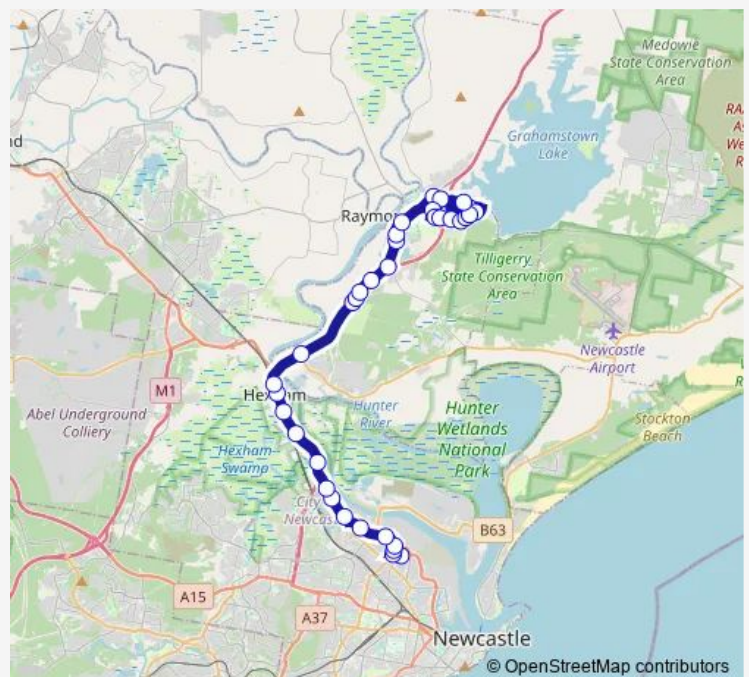 Medowie
State Conservation
Area
Grahamstown
Lake
Raymo
Tilligerry
State Conservation
Area
Newcastle
Airport
M1
Hexham
Abel Underground
Colliery
Hunter
River
Hunter
Wetlands
National
Park
Stockton
Beach
Hexham
Swamp
City
Newcas
B63
A15
A37
Newcastle
© OpenStreetMap contributors